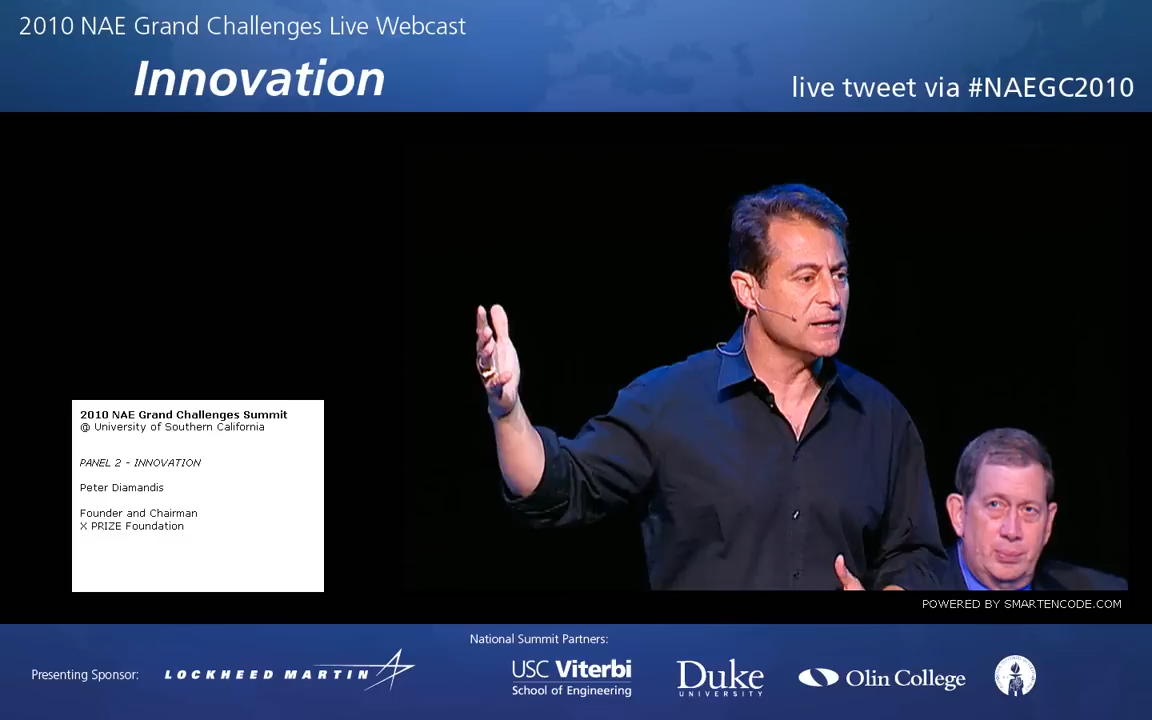 2010 NAE Grand Challenges Live Webcast
Innovation
live tweet via #NAEGC2010
2010 NAE Grand Challenges Summit
@ University of Southern California
PANEL 2 - INNOVATION
Peter Diamandis
Founder and Chairman
X PRIZE Foundation
POWERED BY SMARTENCODE.COM
National Summit Partners:
Presenting Sponsor:
LOCKHEED MARTIN
USC Viterbi
School of Engineering
Duke
UNIVERSITY
Olin College